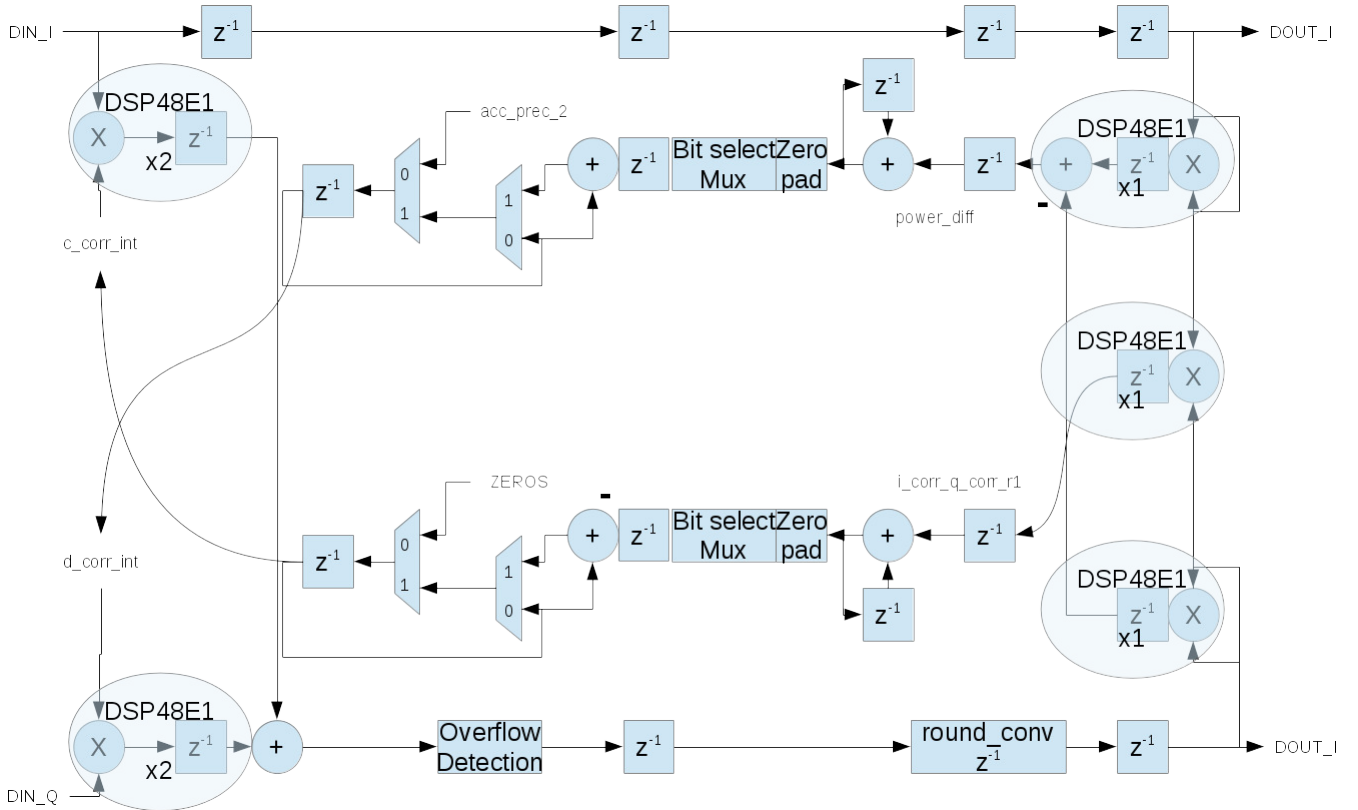 DIN_I
z-1
z-1
z-1
z-1
DOUT_I
z-1
DSP48E1
X
z-1
x2
acc_prec_2
0
1
z-1
1
0
+
z-1
Bit select
Mux
Zero
pad
+
z-1
power_diff
DSP48E1
+
z-1
X
x1
-
c_corr_int
DSP48E1
z-1
X
x1
ZEROS
-
i_corr_q_corr_r1
z-1
0
1
1
0
+
z-1
Bit select
Mux
Zero
pad
+
z-1
z-1
d_corr_int
DSP48E1
z-1
X
x1
DSP48E1
X
z-1
x2
+
Overflow
Detection
z-1
round_conv
z-1
z-1
DOUT_I
DIN_Q